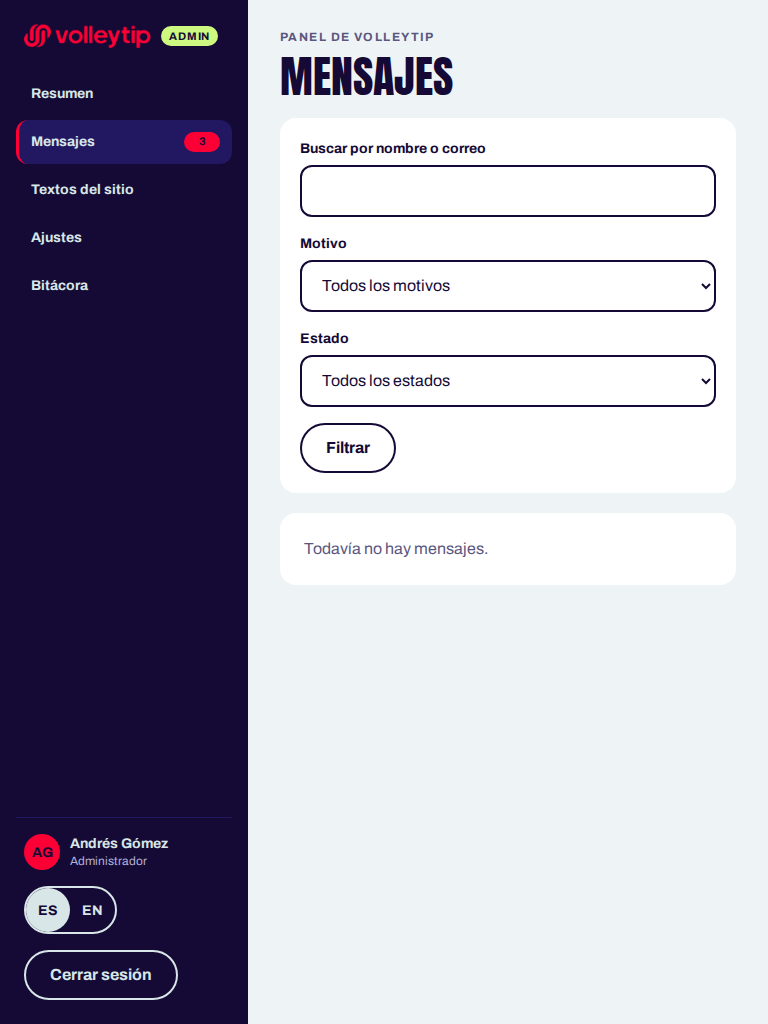 volleytip ADMIN
Resumen
Mensajes 3
Textos del sitio
Ajustes
Bitácora
AG Andrés Gómez
Administrador
ES EN
Cerrar sesión
PANEL DE VOLLEYTIP
MENSAJES
Buscar por nombre o correo
Motivo
Todos los motivos
Estado
Todos los estados
Filtrar
Todavía no hay mensajes.